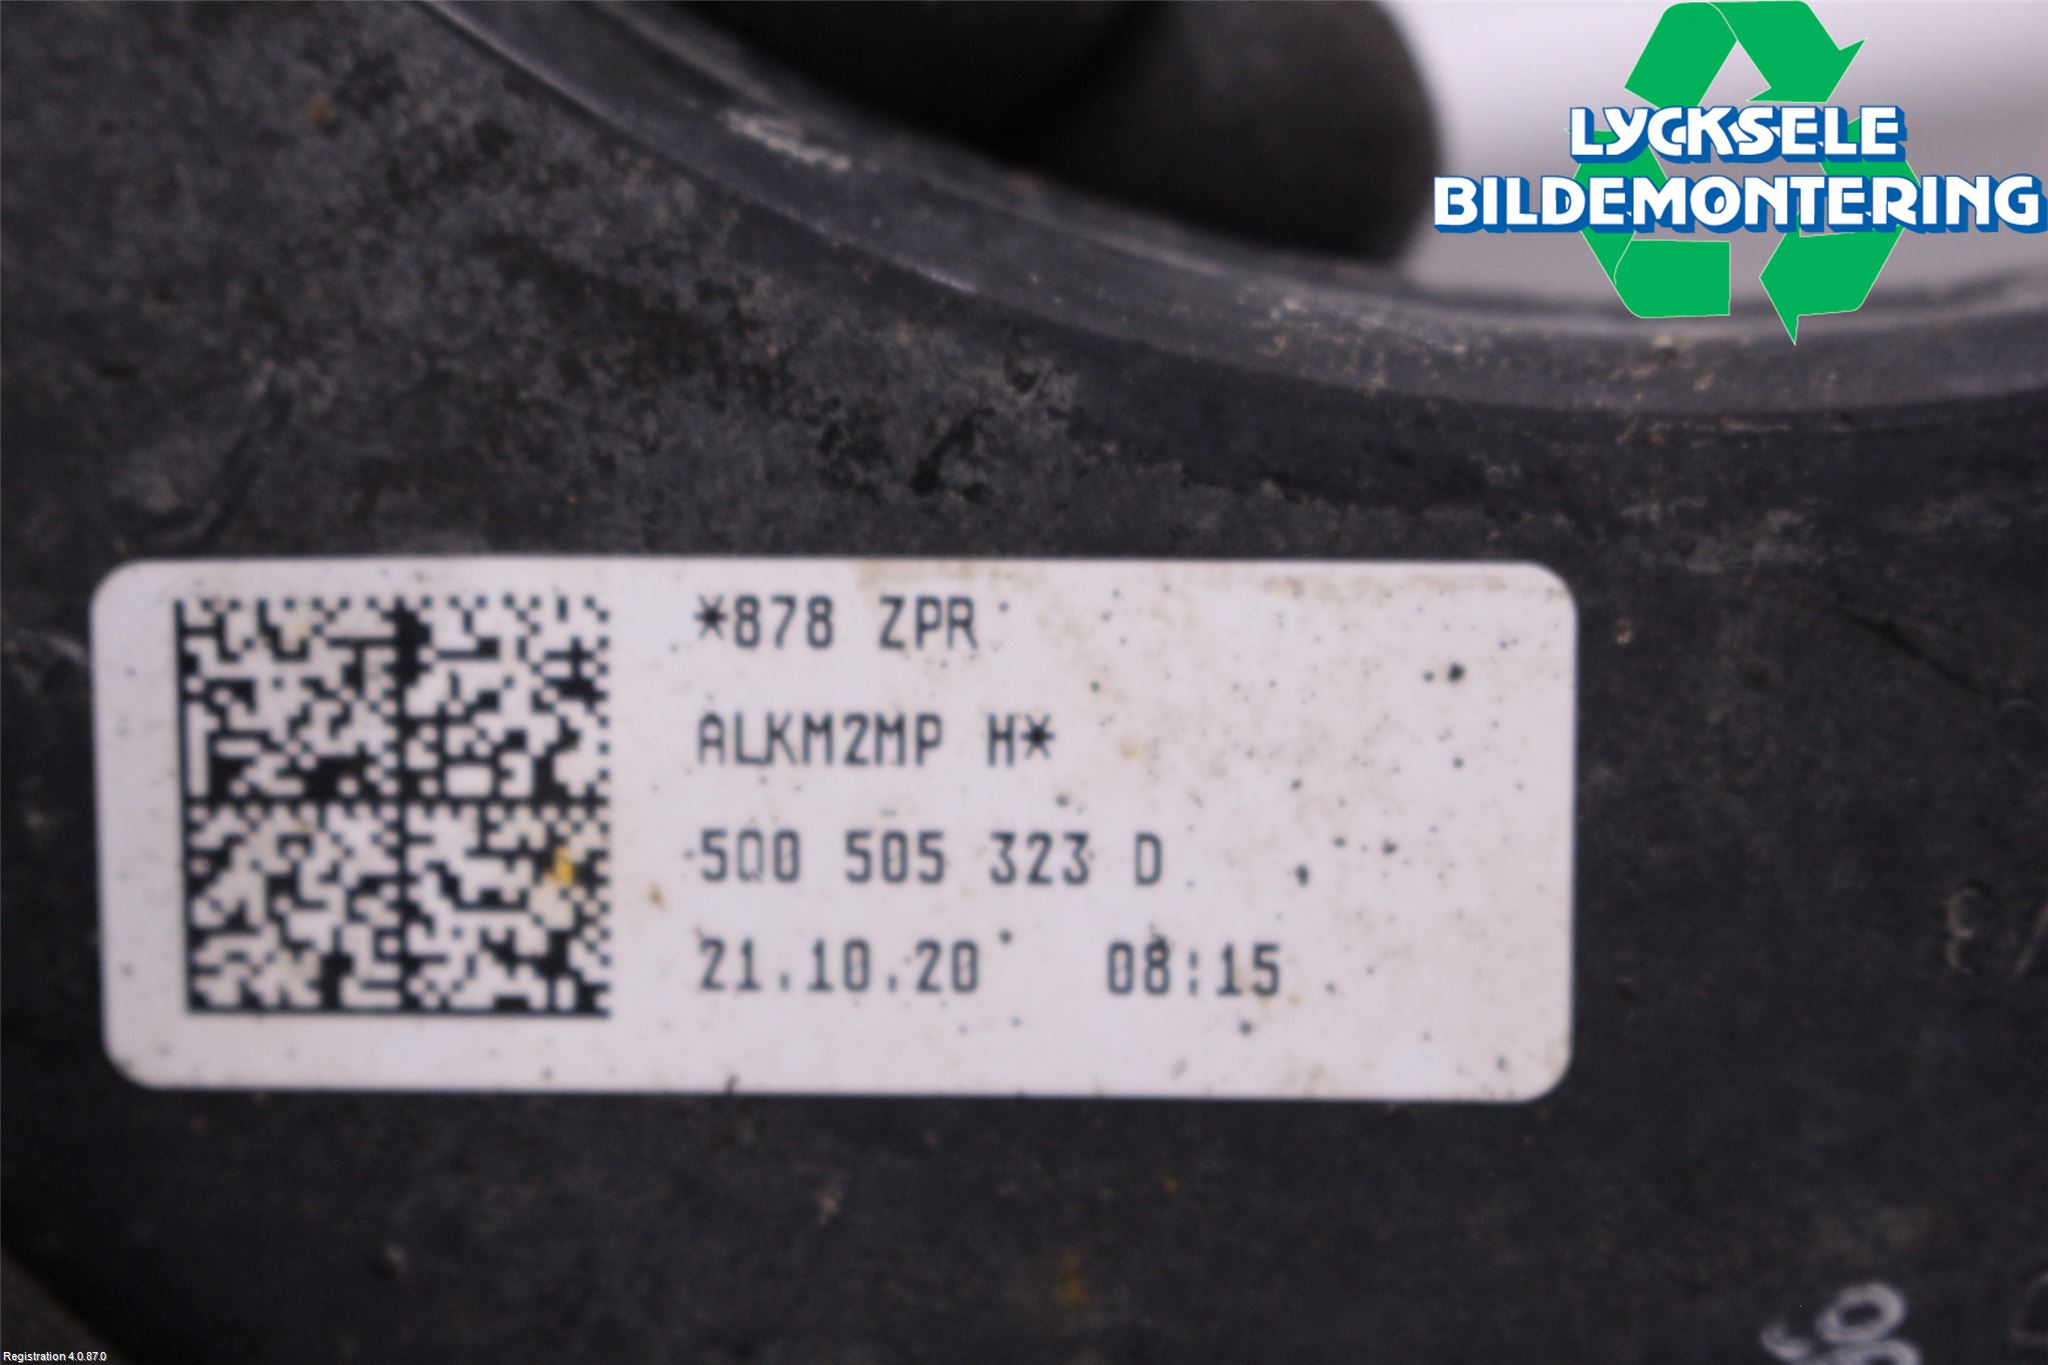 LYCKSELE
BILDEMONTERING
*878 ZPR
ALKM2MP H*
5Q0 505 323 D
21.10.20 08:15
Registration 4.0.87.0